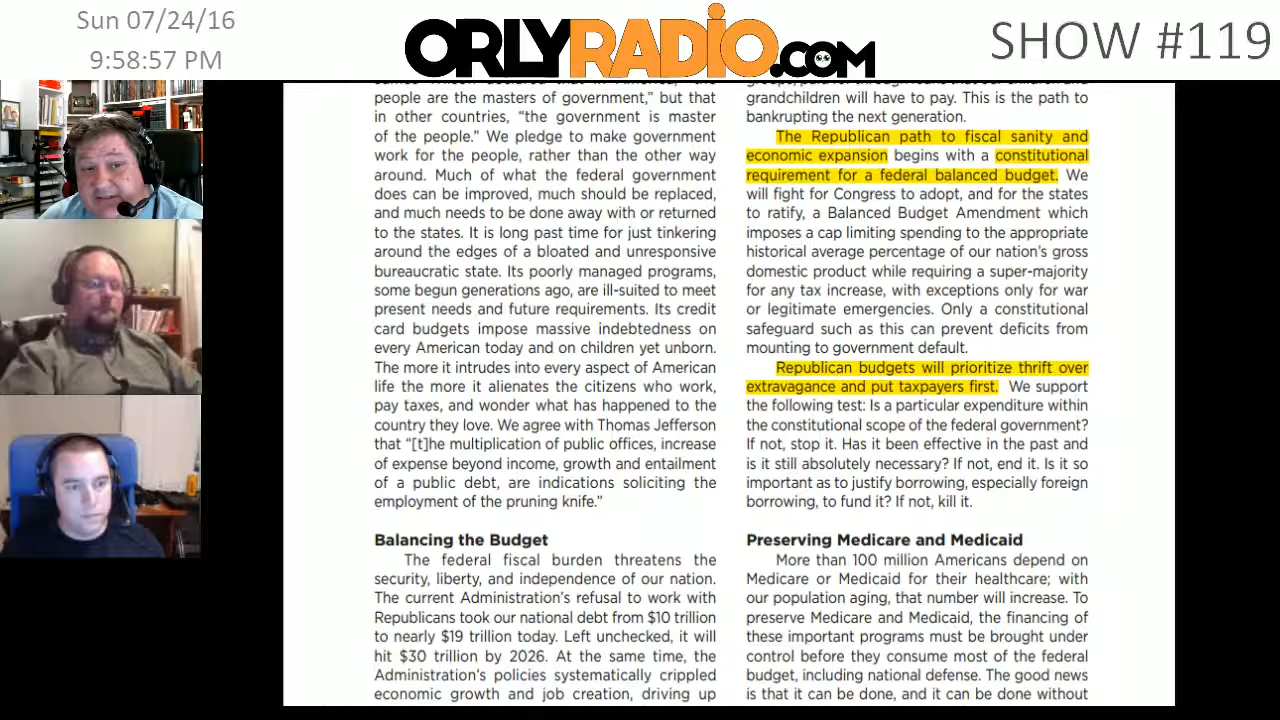 Sun 07/24/16
9:58:57 PM
ORLYRADIO.COM
SHOW #119
people are the masters of government,” but that
in other countries, “the government is master
of the people.” We pledge to make government
work for the people, rather than the other way
around. Much of what the federal government
does can be improved, much should be replaced,
and much needs to be done away with or returned
to the states. It is long past time for just tinkering
around the edges of a bloated and unresponsive
bureaucratic state. Its poorly managed programs,
some begun generations ago, are ill-suited to meet
present needs and future requirements. Its credit
card budgets impose massive indebtedness on
every American today and on children yet unborn.
The more it intrudes into every aspect of American
life the more it alienates the citizens who work,
pay taxes, and wonder what has happened to the
country they love. We agree with Thomas Jefferson
that “[t]he multiplication of public offices, increase
of expense beyond income, growth and entailment
of a public debt, are indications soliciting the
employment of the pruning knife.”
Balancing the Budget
The federal fiscal burden threatens the
security, liberty, and independence of our nation.
The current Administration’s refusal to work with
Republicans took our national debt from $10 trillion
to nearly $19 trillion today. Left unchecked, it will
hit $30 trillion by 2026. At the same time, the
Administration’s policies systematically crippled
economic growth and job creation, driving up
grandchildren will have to pay. This is the path to
bankrupting the next generation.
The Republican path to fiscal sanity and
economic expansion begins with a constitutional
requirement for a federal balanced budget. We
will fight for Congress to adopt, and for the states
to ratify, a Balanced Budget Amendment which
imposes a cap limiting spending to the appropriate
historical average percentage of our nation’s gross
domestic product while requiring a super-majority
for any tax increase, with exceptions only for war
or legitimate emergencies. Only a constitutional
safeguard such as this can prevent deficits from
mounting to government default.
Republican budgets will prioritize thrift over
extravagance and put taxpayers first. We support
the following test: Is a particular expenditure within
the constitutional scope of the federal government?
If not, stop it. Has it been effective in the past and
is it still absolutely necessary? If not, end it. Is it so
important as to justify borrowing, especially foreign
borrowing, to fund it? If not, kill it.
Preserving Medicare and Medicaid
More than 100 million Americans depend on
Medicare or Medicaid for their healthcare; with
our population aging, that number will increase. To
preserve Medicare and Medicaid, the financing of
these important programs must be brought under
control before they consume most of the federal
budget, including national defense. The good news
is that it can be done, and it can be done without